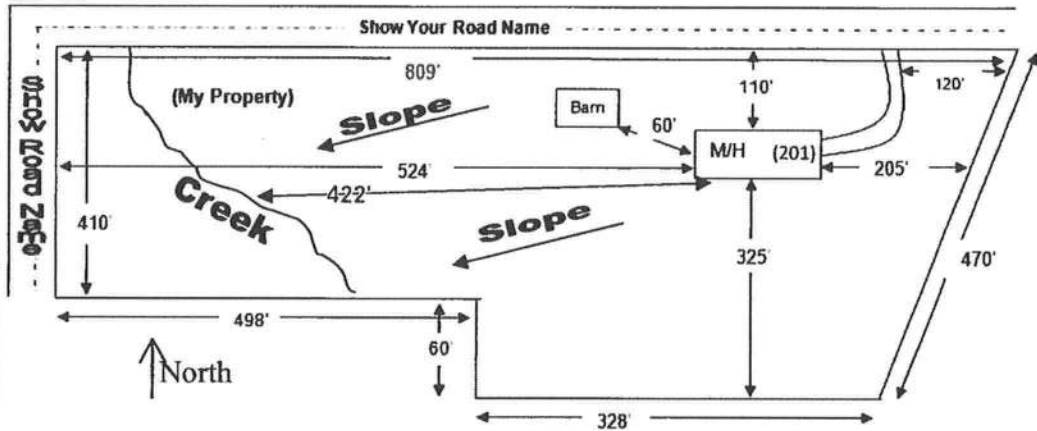 Show Your Road Name
Show Road Name
809'
(My Property)
Slope
110'
120'
Barn
60'
M/H (201)
524'
205'
422'
Creek
410'
Slope
325'
470'
498'
60'
North
328'